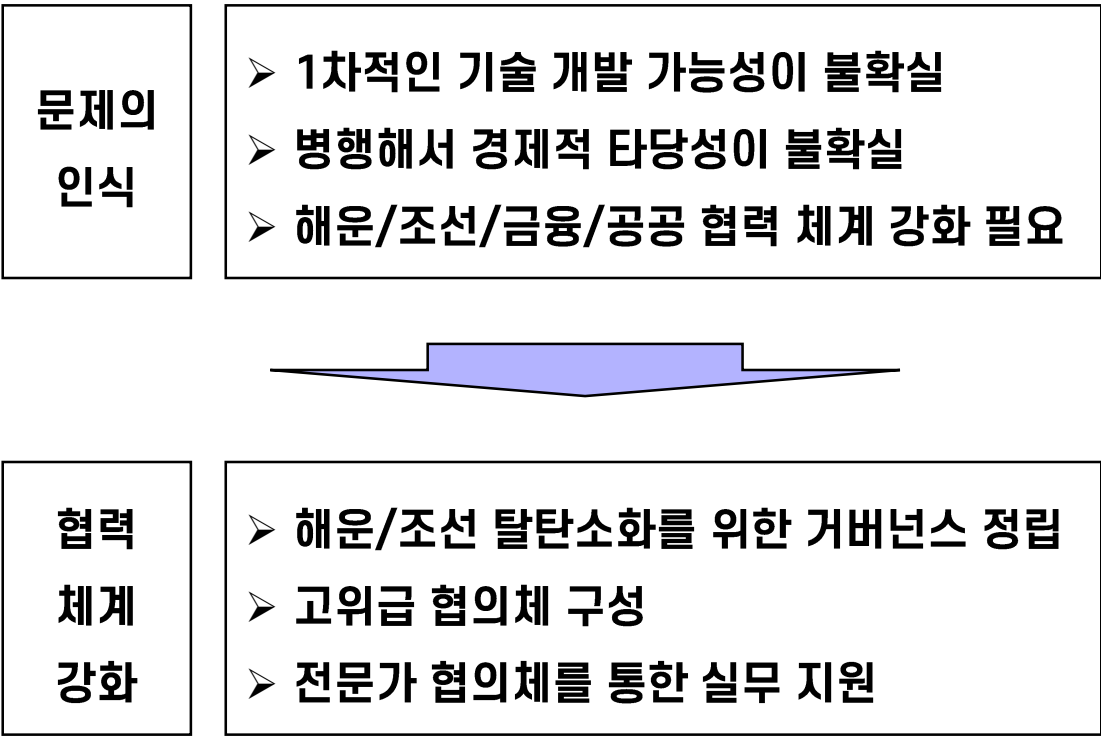 문제의
인식
➢ 1차적인 기술 개발 가능성이 불확실
➢ 병행해서 경제적 타당성이 불확실
➢ 해운/조선/금융/공공 협력 체계 강화 필요
협력
체계
강화
➢ 해운/조선 탈탄소화를 위한 거버넌스 정립
➢ 고위급 협의체 구성
➢ 전문가 협의체를 통한 실무 지원